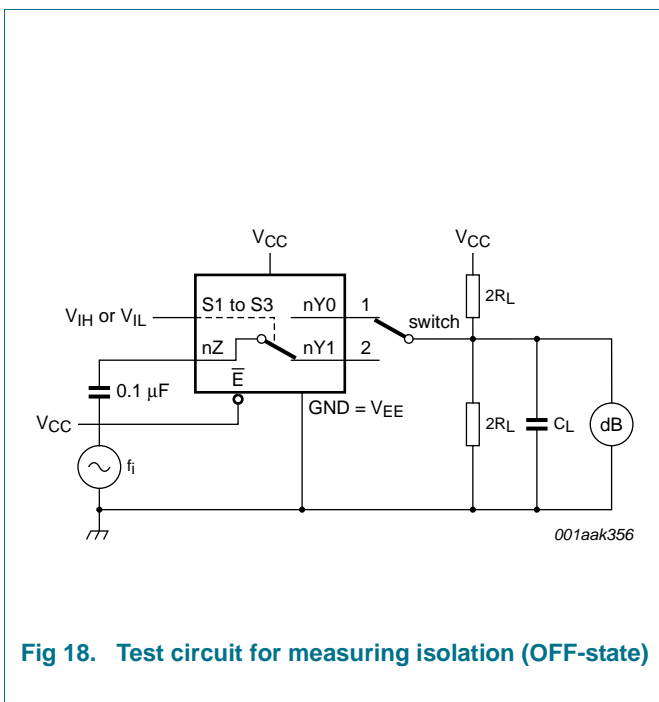 VCC
VCC
VIH or VIL
S1 to S3
nY0
1
switch
2RL
nZ
nY1
2
0.1 μF
E̅
GND = VEE
VCC
2RL
CL
dB
fi
001aak356
Fig 18. Test circuit for measuring isolation (OFF-state)